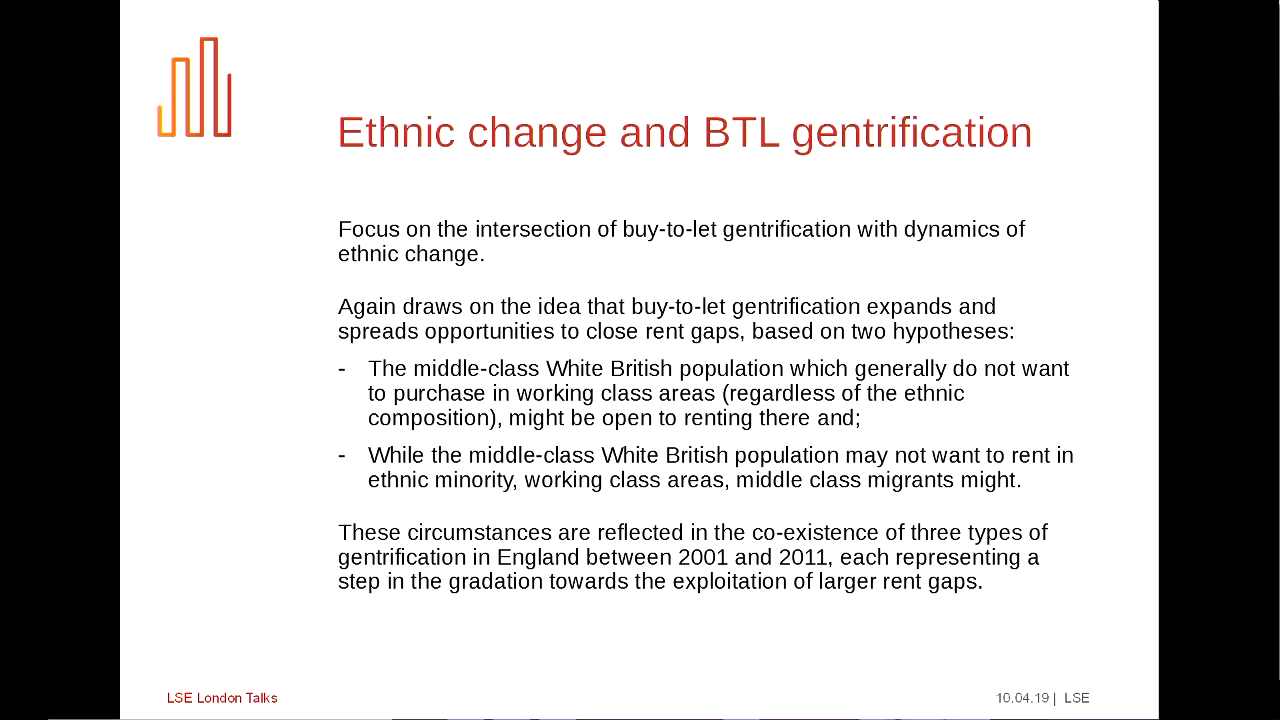 Ethnic change and BTL gentrification
Focus on the intersection of buy-to-let gentrification with dynamics of
ethnic change.
Again draws on the idea that buy-to-let gentrification expands and
spreads opportunities to close rent gaps, based on two hypotheses:
- The middle-class White British population which generally do not want
to purchase in working class areas (regardless of the ethnic
composition), might be open to renting there and;
- While the middle-class White British population may not want to rent in
ethnic minority, working class areas, middle class migrants might.
These circumstances are reflected in the co-existence of three types of
gentrification in England between 2001 and 2011, each representing a
step in the gradation towards the exploitation of larger rent gaps.
LSE London Talks
10.04.19 | LSE